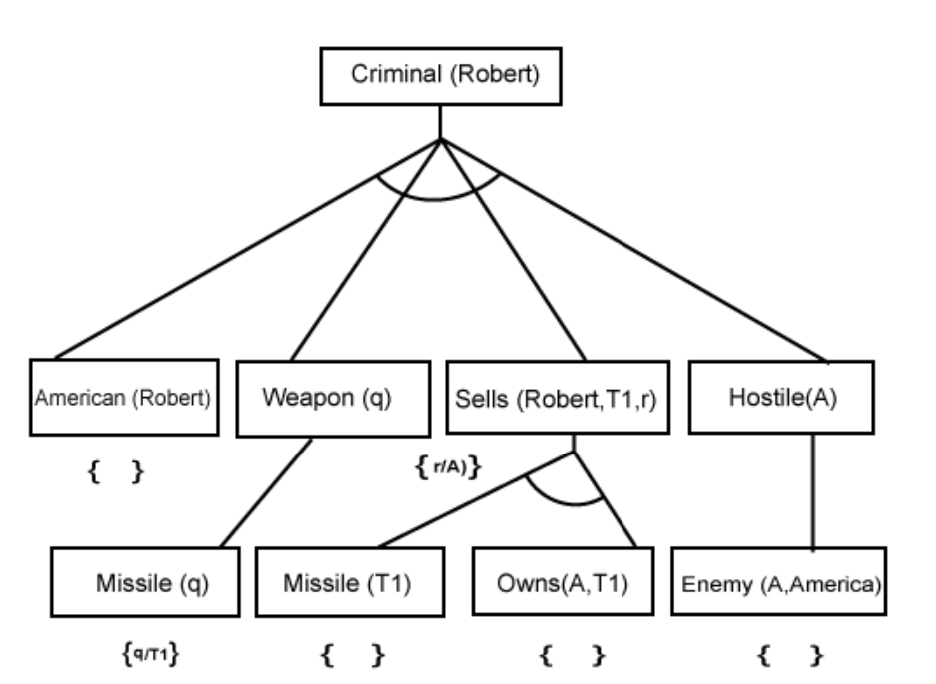 Criminal (Robert)
American (Robert)
Weapon (q)
Sells (Robert,T1,r)
Hostile(A)
{ }
{r/A)}
Missile (q)
Missile (T1)
Owns(A,T1)
Enemy (A,America)
{q/T1}
{ }
{ }
{ }